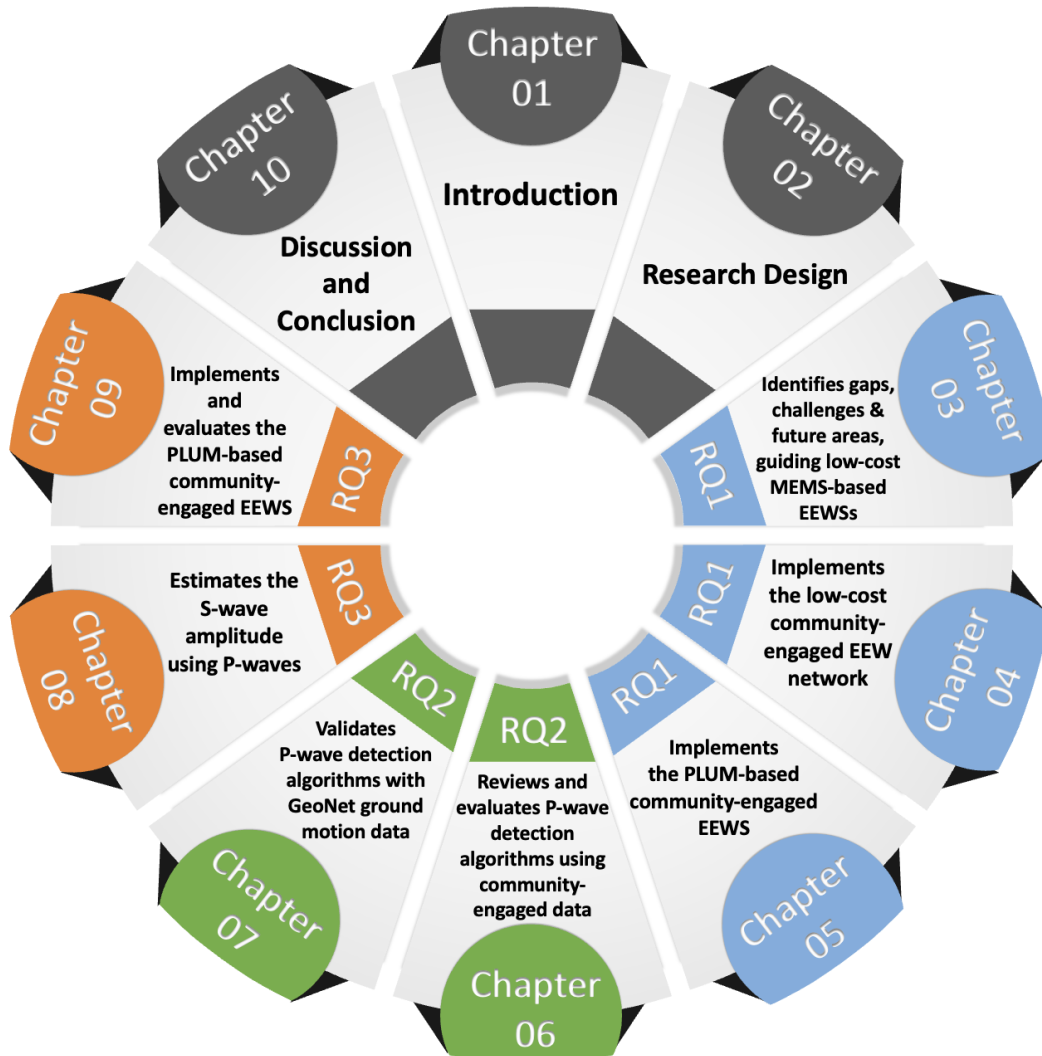 Chapter
01
Introduction
Chapter
02
Research Design
Chapter
03
Identifies gaps,
challenges &
future areas,
guiding low-cost
MEMS-based
EEWSs
RQ1
Chapter
04
Implements
the low-cost
community-
engaged EEW
network
RQ1
Chapter
05
Implements
the PLUM-based
community-engaged
EEWS
RQ1
Chapter
06
RQ2
Reviews and
evaluates P-wave
detection
algorithms using
community-
engaged data
Chapter
07
RQ2
Validates
P-wave detection
algorithms with
GeoNet ground
motion data
Chapter
08
RQ3
Estimates the
S-wave
amplitude
using P-waves
Chapter
09
RQ3
Implements
and
evaluates the
PLUM-based
community-
engaged EEWS
Chapter
10
Discussion
and
Conclusion